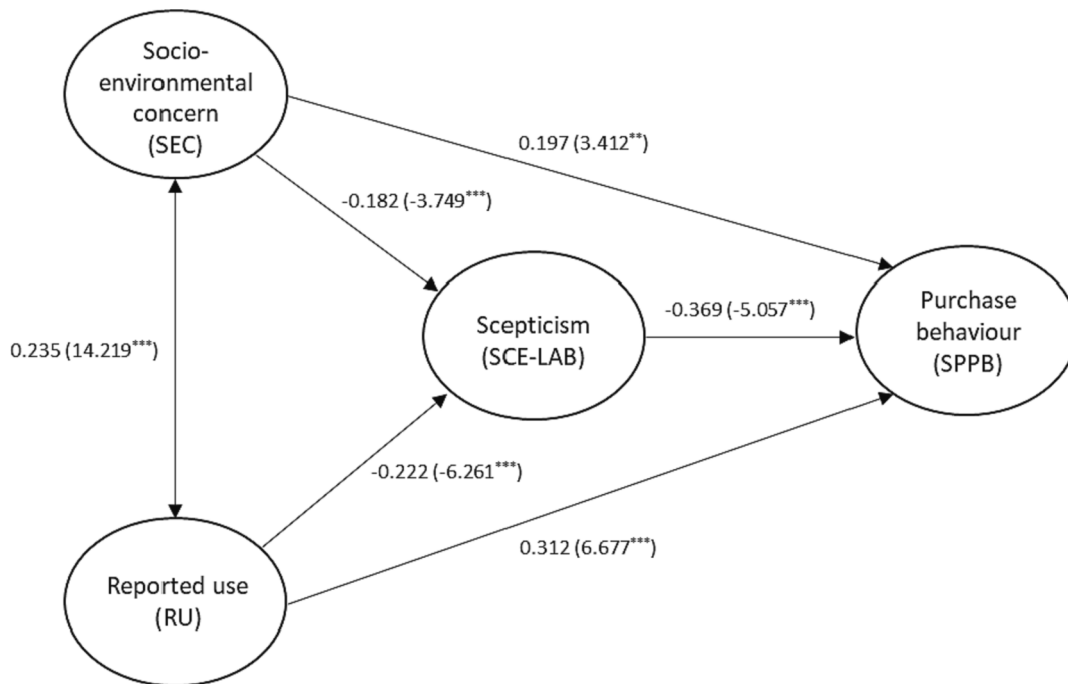 Socio-
environmental
concern
(SEC)
0.197 (3.412**)
-0.182 (-3.749***)
Scepticism
(SCE-LAB)
-0.369 (-5.057***)
Purchase
behaviour
(SPPB)
0.235 (14.219***)
-0.222 (-6.261***)
0.312 (6.677***)
Reported use
(RU)